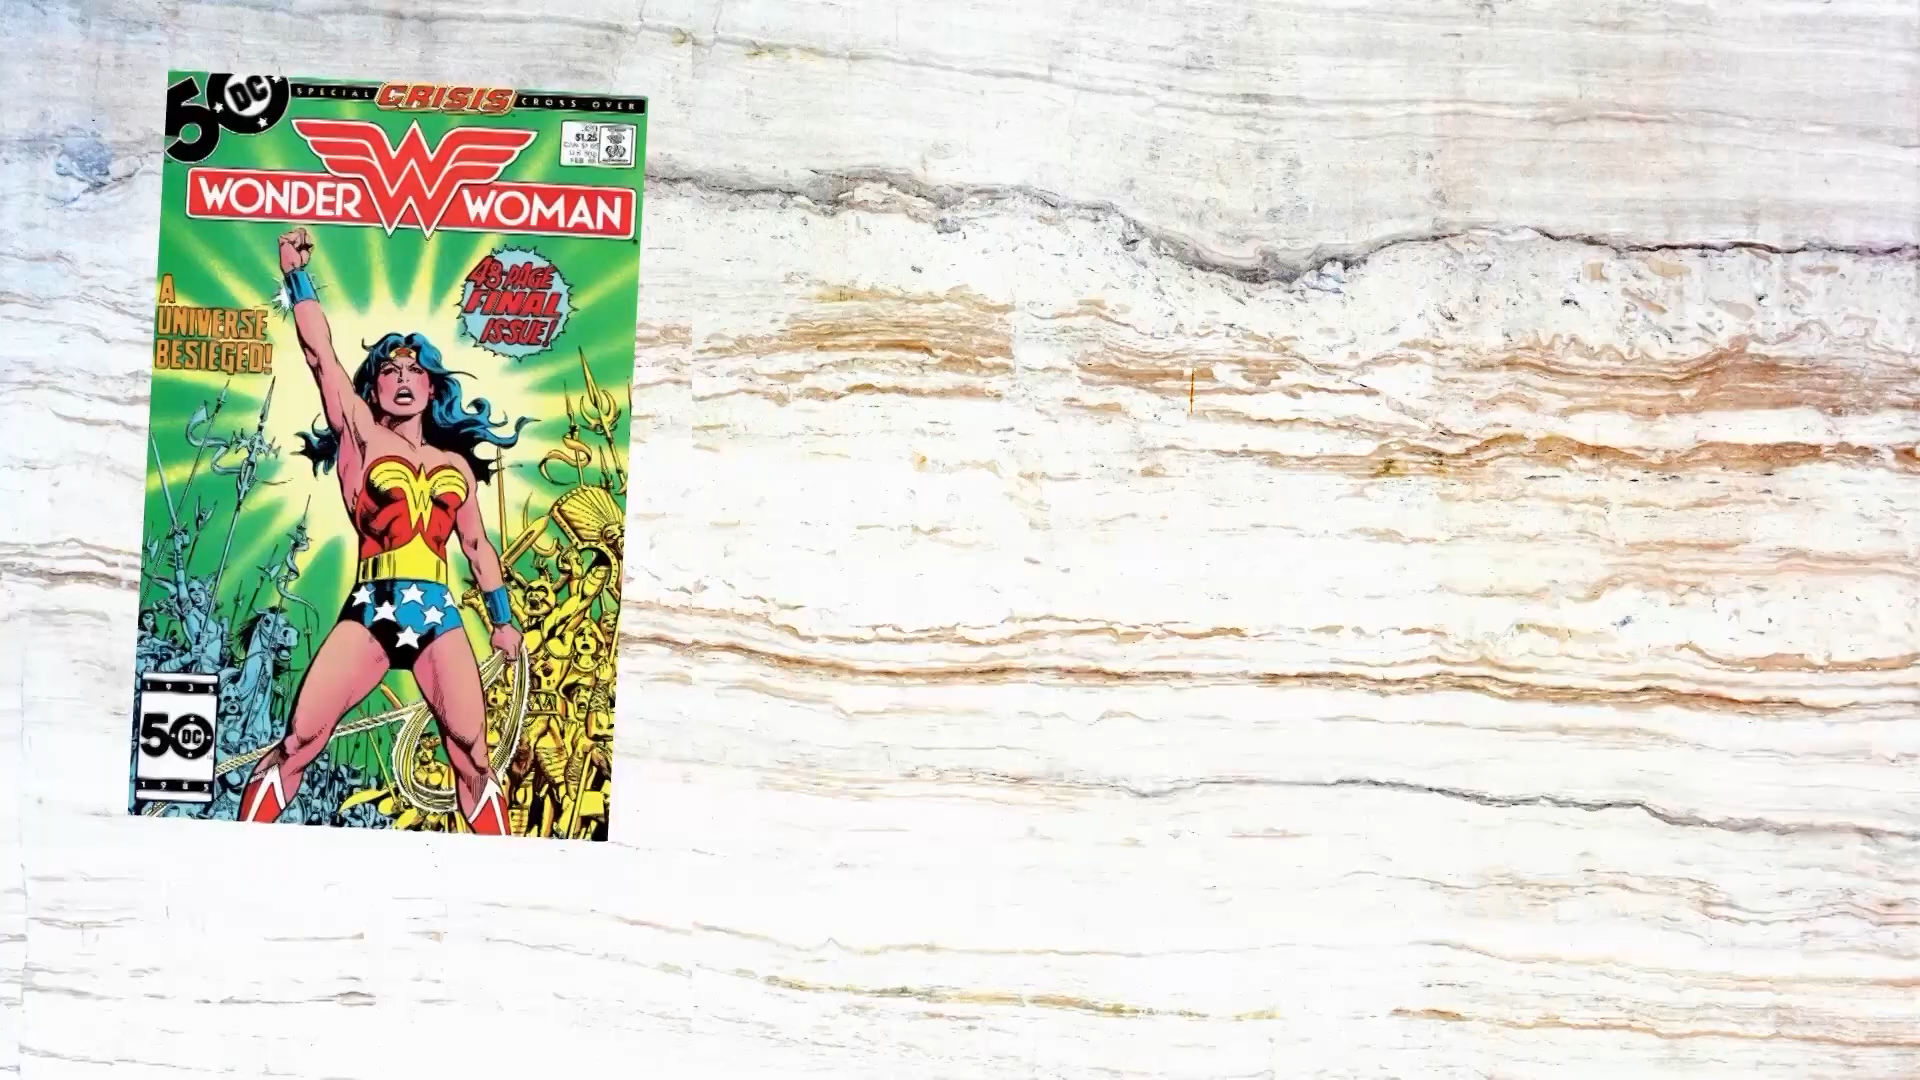 50 DC
SPECIAL CRISIS CROSS-OVER
$1.25
WONDER W WOMAN
48-PAGE
FINAL
ISSUE!
A
UNIVERSE
BESIEGED!
1935
50 DC
1985